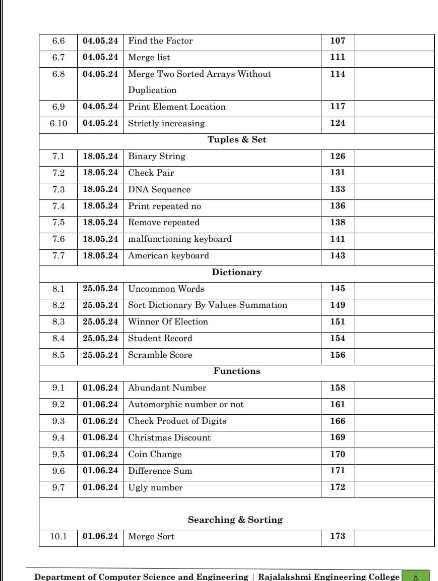 6.6 04.05.24 Find the Factor 107
6.7 04.05.24 Merge list 111
6.8 04.05.24 Merge Two Sorted Arrays Without 114
Duplication
6.9 04.05.24 Print Element Location 117
6.10 04.05.24 Strictly increasing 124
Tuples & Set
7.1 18.05.24 Binary String 126
7.2 18.05.24 Check Pair 131
7.3 18.05.24 DNA Sequence 133
7.4 18.05.24 Print repeated no 136
7.5 18.05.24 Remove repeated 138
7.6 18.05.24 malfunctioning keyboard 141
7.7 18.05.24 American keyboard 143
Dictionary
8.1 25.05.24 Uncommon Words 145
8.2 25.05.24 Sort Dictionary By Values Summation 149
8.3 25.05.24 Winner Of Election 151
8.4 25.05.24 Student Record 154
8.5 25.05.24 Scramble Score 156
Functions
9.1 01.06.24 Abundant Number 158
9.2 01.06.24 Automorphic number or not 161
9.3 01.06.24 Check Product of Digits 166
9.4 01.06.24 Christmas Discount 169
9.5 01.06.24 Coin Change 170
9.6 01.06.24 Difference Sum 171
9.7 01.06.24 Ugly number 172
Searching & Sorting
10.1 01.06.24 Merge Sort 173
Department of Computer Science and Engineering | Rajalakshmi Engineering College 5